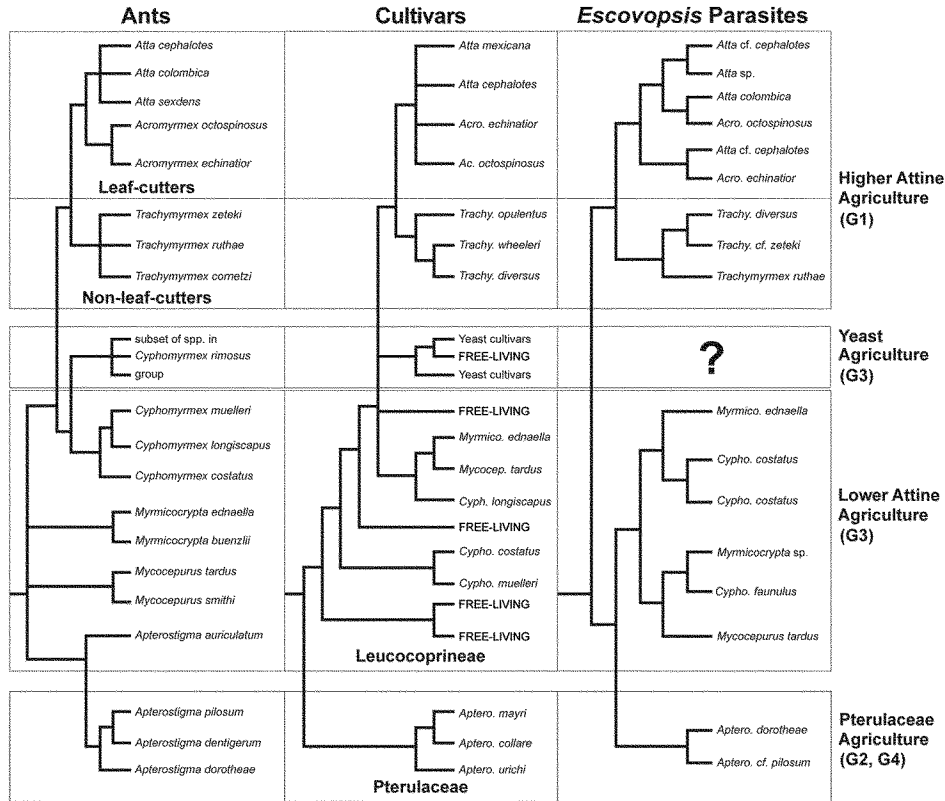 Ants
Cultivars
Escovopsis Parasites
Atta cephalotes
Atta colombica
Atta sexdens
Acromyrmex octospinosus
Acromyrmex echinatior
Leaf-cutters
Trachymyrmex zeteki
Trachymyrmex ruthae
Trachymyrmex cornetzi
Non-leaf-cutters
subset of spp. in
Cyphomyrmex rimosus
group
Cyphomyrmex muelleri
Cyphomyrmex longiscapus
Cyphomyrmex costatus
Myrmicocrypta ednaella
Myrmicocrypta buenzlii
Mycocepurus tardus
Mycocepurus smithi
Apterostigma auriculatum
Apterostigma pilosum
Apterostigma dentigerum
Apterostigma dorotheae
Atta mexicana
Atta cephalotes
Acro. echinatior
Ac. octospinosus
Trachy. opulentus
Trachy. wheeleri
Trachy. diversus
Yeast cultivars
FREE-LIVING
Yeast cultivars
FREE-LIVING
Myrmico. ednaella
Mycocep. tardus
Cyph. longiscapus
FREE-LIVING
Cypho. costatus
Cypho. muelleri
FREE-LIVING
FREE-LIVING
Leucocoprineae
Aptero. mayri
Aptero. collare
Aptero. urichi
Pterulaceae
Atta cf. cephalotes
Atta sp.
Atta colombica
Acro. octospinosus
Atta cf. cephalotes
Acro. echinatior
Trachy. diversus
Trachy. cf. zeteki
Trachymyrmex ruthae
?
Myrmico. ednaella
Cypho. costatus
Cypho. costatus
Myrmicocrypta sp.
Cypho. faunulus
Mycocepurus tardus
Aptero. dorotheae
Aptero. cf. pilosum
Higher Attine
Agriculture
(G1)
Yeast
Agriculture
(G3)
Lower Attine
Agriculture
(G3)
Pterulaceae
Agriculture
(G2, G4)